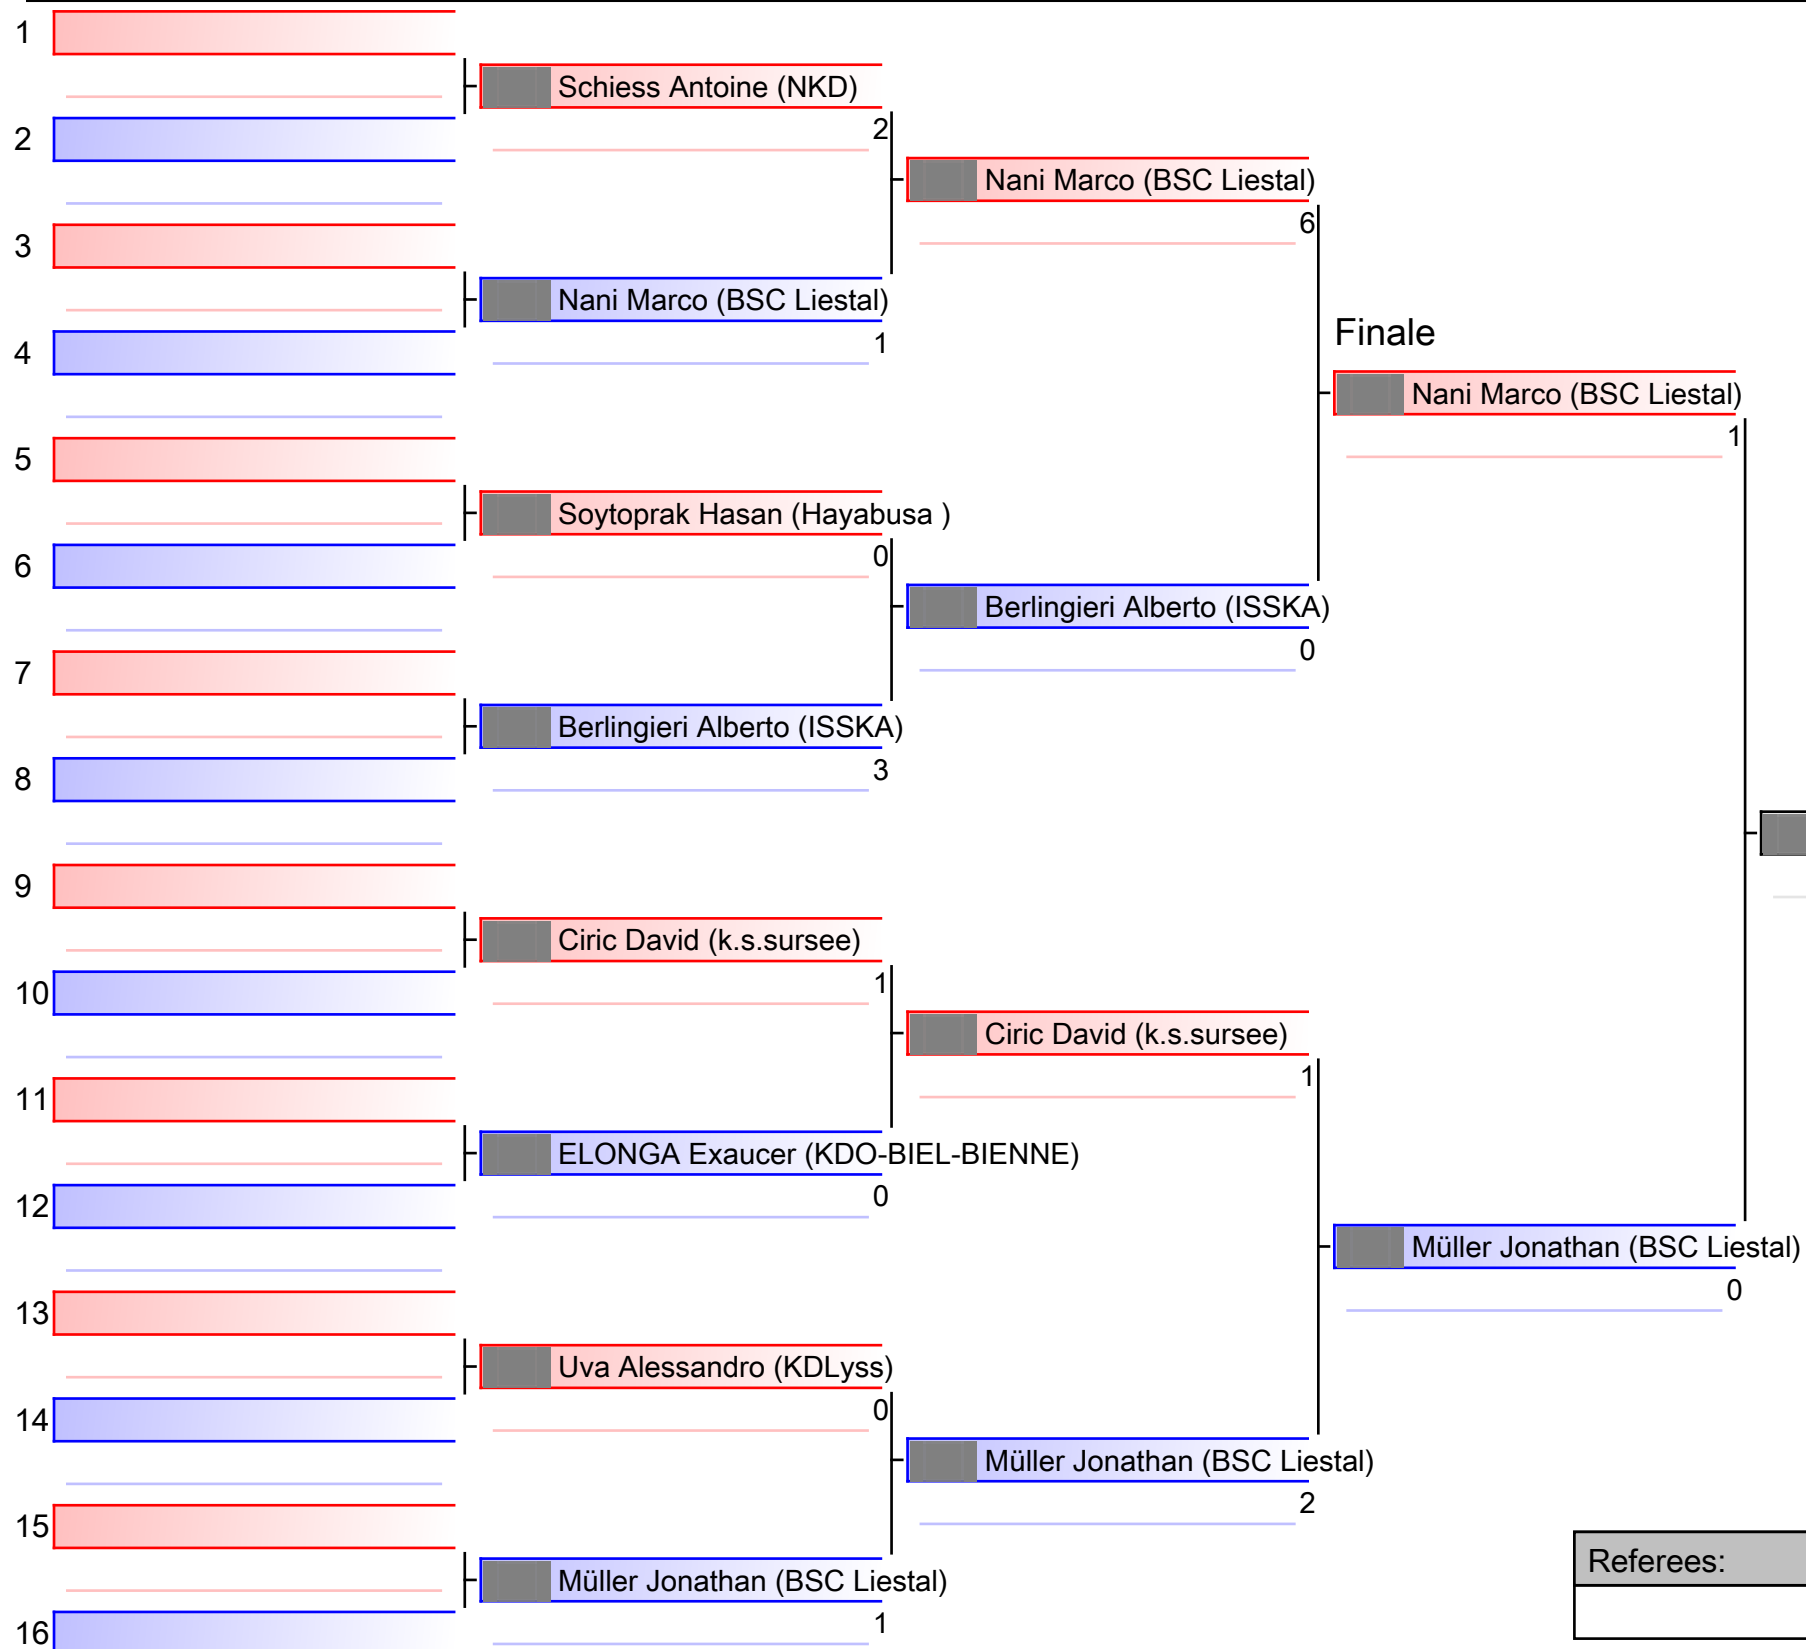 1
Schiess Antoine (NKD)
2
2
Nani Marco (BSC Liestal)
6
3
Nani Marco (BSC Liestal)
1
4
Finale
Nani Marco (BSC Liestal)
1
5
Soytoprak Hasan (Hayabusa )
0
6
Berlingieri Alberto (ISSKA)
0
7
Berlingieri Alberto (ISSKA)
3
8
9
Ciric David (k.s.sursee)
1
10
Ciric David (k.s.sursee)
1
11
ELONGA Exaucer (KDO-BIEL-BIENNE)
0
12
Müller Jonathan (BSC Liestal)
0
13
Uva Alessandro (KDLyss)
0
14
Müller Jonathan (BSC Liestal)
2
15
Müller Jonathan (BSC Liestal)
1
16
Referees: